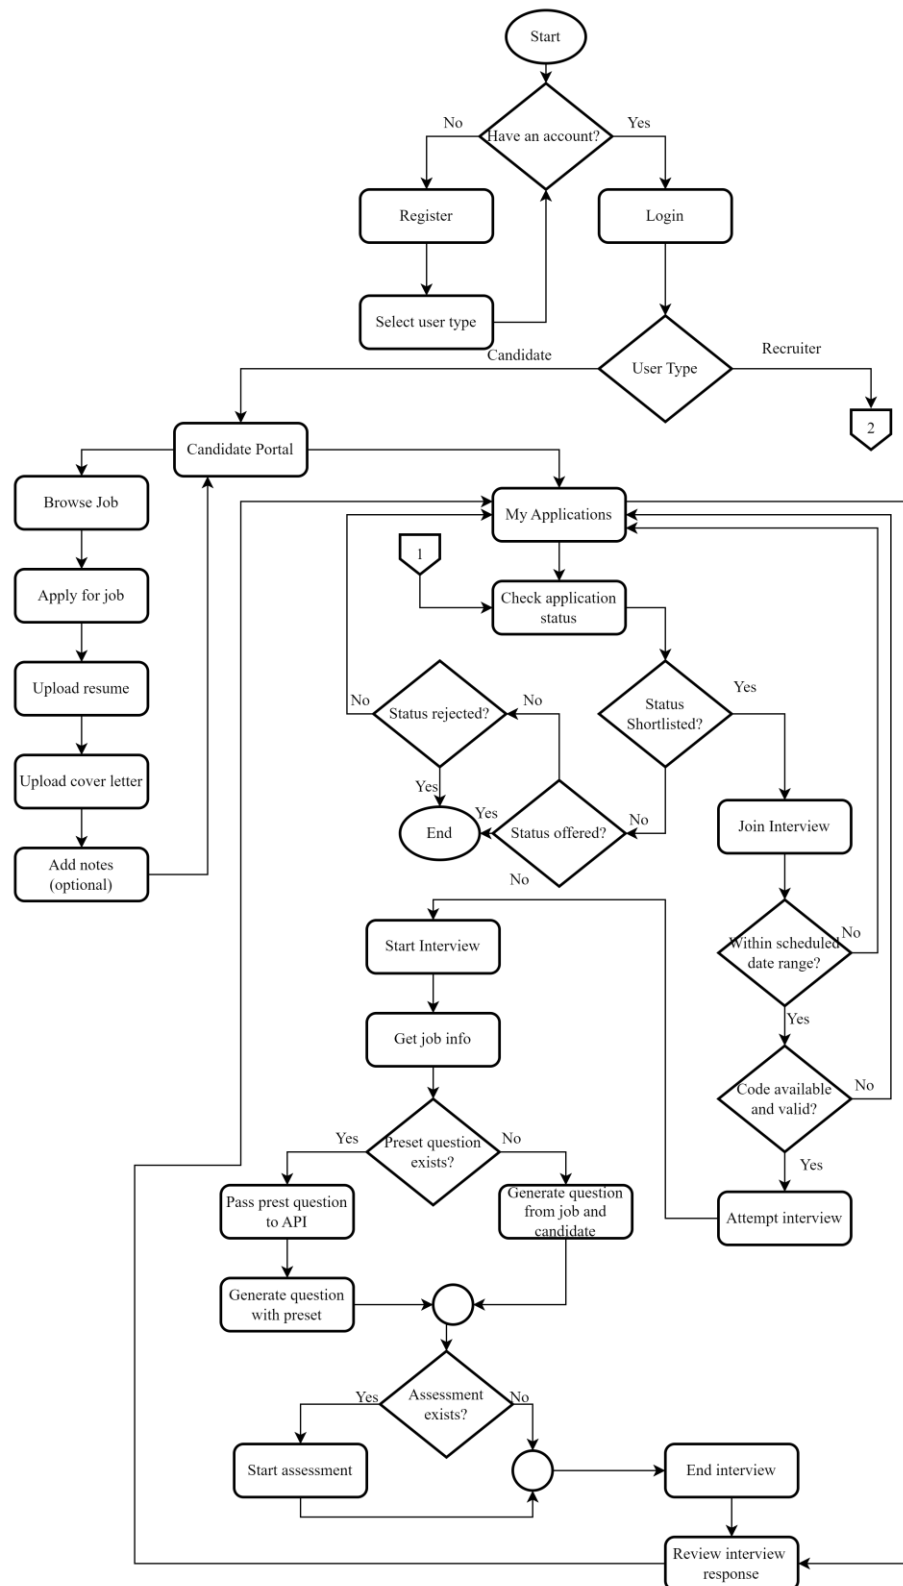 Start
No
Have an account?
Yes
Register
Login
Select user type
Candidate
User Type
Recruiter
2
Candidate Portal
Browse Job
My Applications
1
Apply for job
Check application
status
Upload resume
No
Status rejected?
No
Status
Shortlisted?
Yes
Upload cover letter
Yes
End
Yes
Status offered?
No
Join Interview
Add notes
(optional)
No
Start Interview
Within scheduled
date range?
No
Get job info
Yes
Code available
and valid?
No
Yes
Preset question
exists?
No
Yes
Pass prest question
to API
Generate question
from job and
candidate
Attempt interview
Generate question
with preset
Yes
Assessment
exists?
No
Start assessment
End interview
Review interview
response